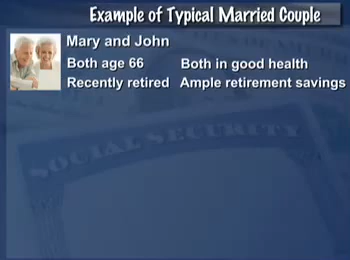 Example of Typical Married Couple
Mary and John
Both age 66 Both in good health
Recently retired Ample retirement savings
SOCIAL SECURITY